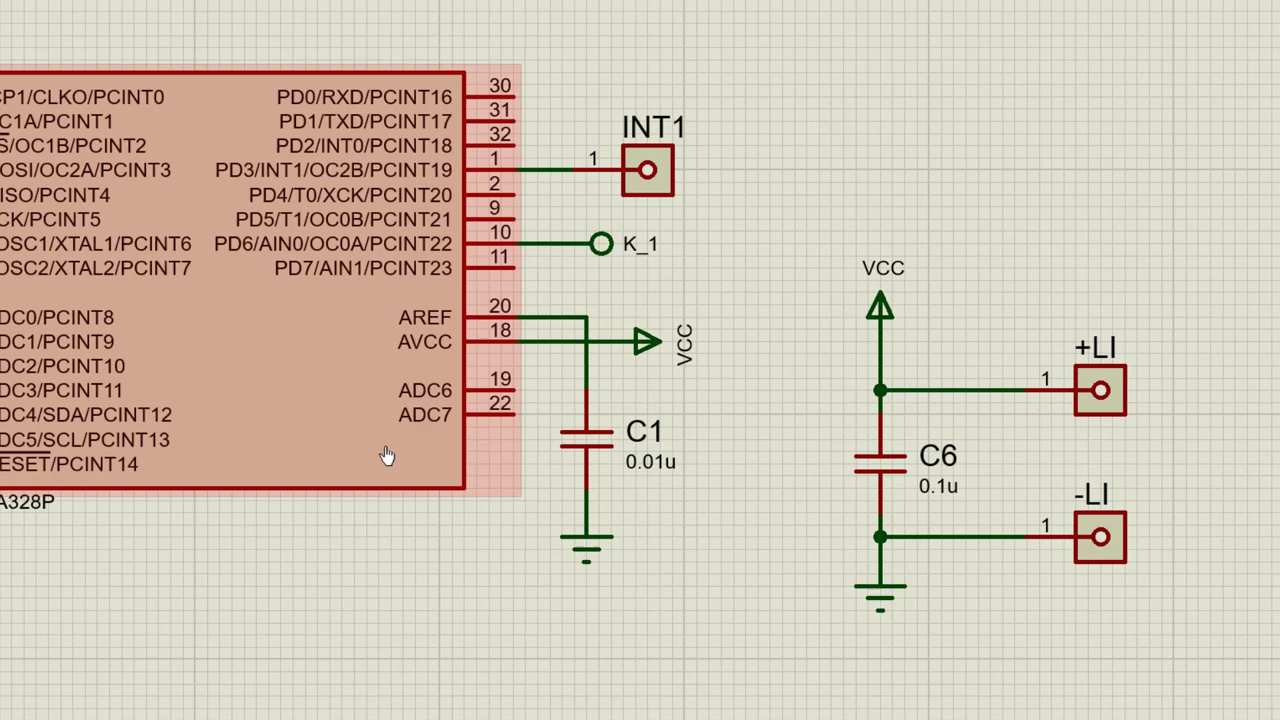 CP1/CLKO/PCINT0 PD0/RXD/PCINT16 30
C1A/PCINT1 PD1/TXD/PCINT17 31
S/OC1B/PCINT2 PD2/INT0/PCINT18 32
OSI/OC2A/PCINT3 PD3/INT1/OC2B/PCINT19 1 1 INT1
ISO/PCINT4 PD4/T0/XCK/PCINT20 2
CK/PCINT5 PD5/T1/OC0B/PCINT21 9
OSC1/XTAL1/PCINT6 PD6/AIN0/OC0A/PCINT22 10 K_1
OSC2/XTAL2/PCINT7 PD7/AIN1/PCINT23 11
DC0/PCINT8 AREF 20
DC1/PCINT9 AVCC 18 VCC
DC2/PCINT10
DC3/PCINT11 ADC6 19
DC4/SDA/PCINT12 ADC7 22
DC5/SCL/PCINT13
ESET/PCINT14
A328P
C1
0.01u
VCC
+LI
1
C6
0.1u
-LI
1